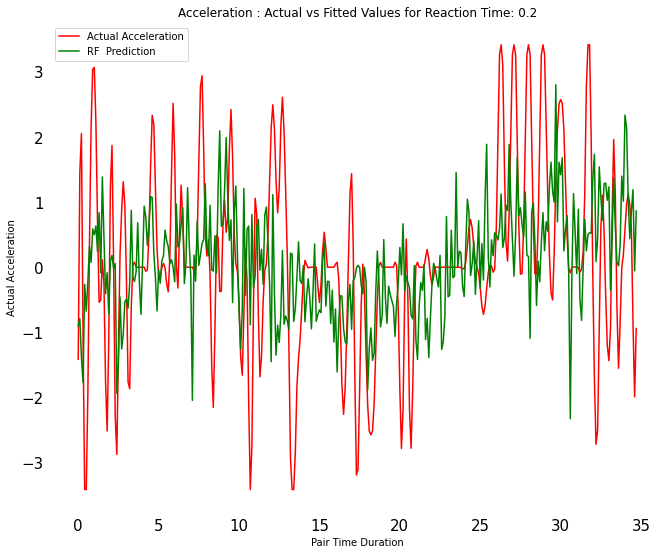 Acceleration : Actual vs Fitted Values for Reaction Time: 0.2
Actual Acceleration
RF  Prediction
Actual Acceleration
3
2
1
0
−1
−2
−3
0 5 10 15 20 25 30 35
Pair Time Duration